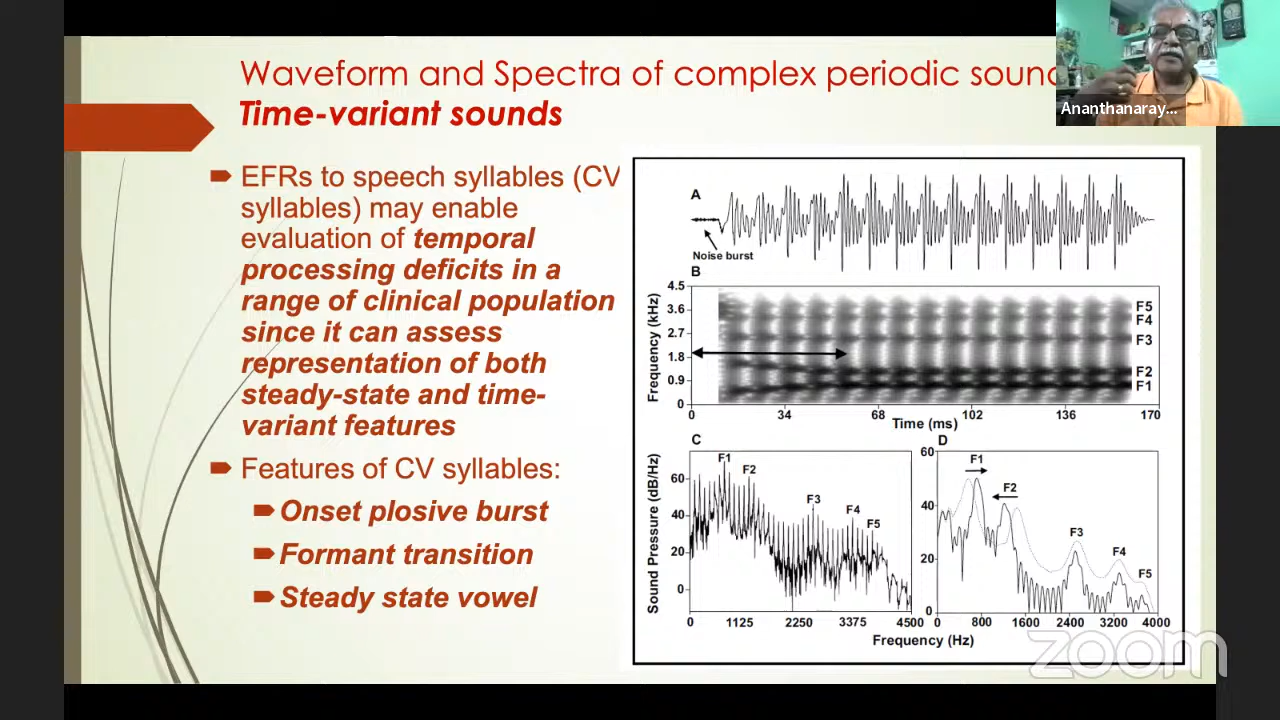 Waveform and Spectra of complex periodic soun
Time-variant sounds
Ananthanaray...
EFRs to speech syllables (CV
syllables) may enable
evaluation of temporal
processing deficits in a
range of clinical population
since it can assess
representation of both
steady-state and time-
variant features
Features of CV syllables:
Onset plosive burst
Formant transition
Steady state vowel
A
Noise burst
B
4.5
3.6
2.7
1.8
0.9
0
Frequency (kHz)
F5
F4
F3
F2
F1
0 34 68 102 136 170
Time (ms)
C
F1
F2
F3
F4
F5
60
40
20
0
Sound Pressure (dB/Hz)
0 1125 2250 3375 4500
D
F1
F2
F3
F4
F5
60
40
20
0
0 800 1600 2400 3200 4000
Frequency (Hz)
zoom